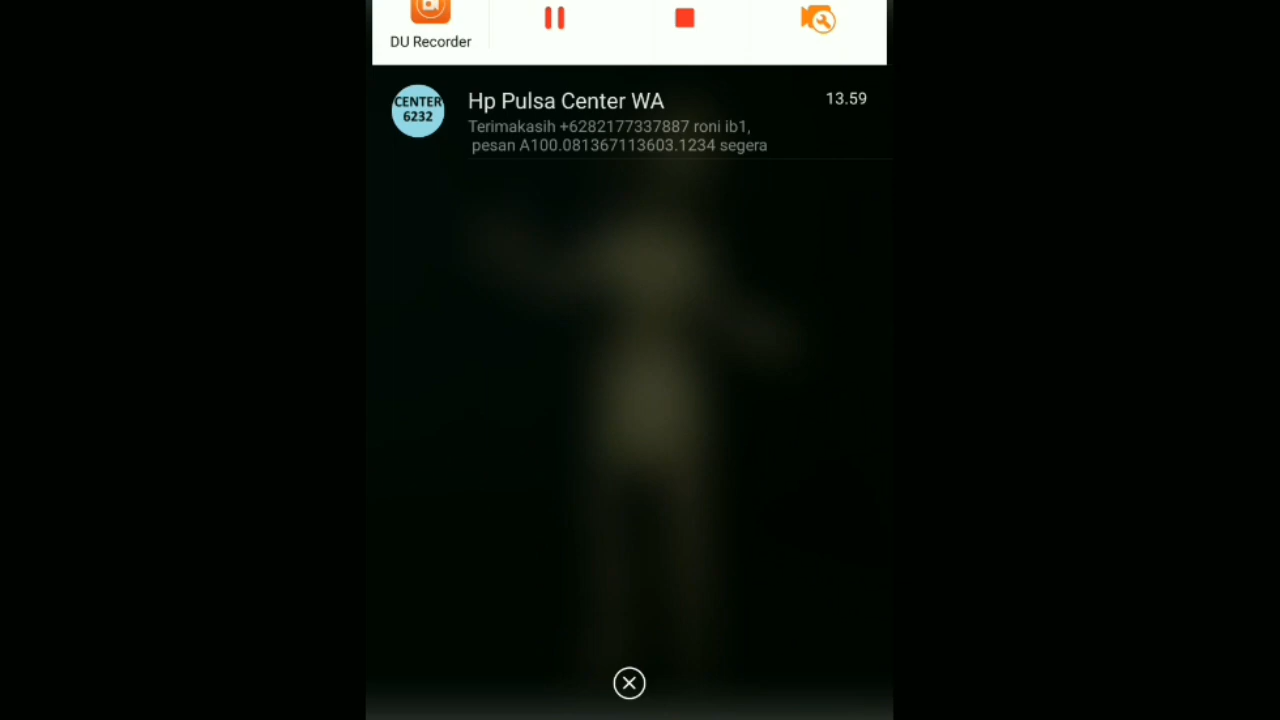 DU Recorder
CENTER
6232
Hp Pulsa Center WA
13.59
Terimakasih +6282177337887 roni ib1,
pesan A100.081367113603.1234 segera